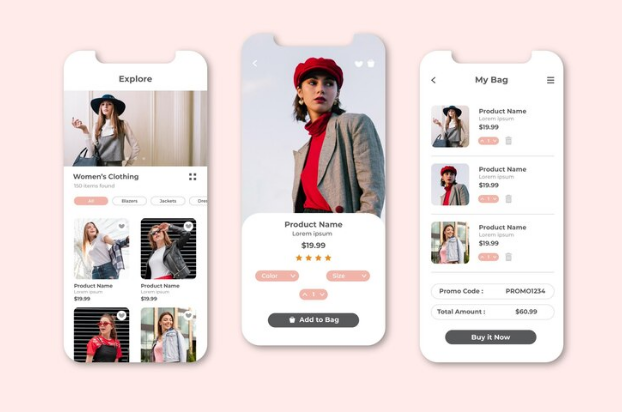 Explore
Women's Clothing
150 items found
All
Blazers
Jackets
Product Name
Lorem ipsum
$19.99
Product Name
Lorem ipsum
$19.99
Product Name
Lorem ipsum
$19.99
Color
Size
1
Add to Bag
My Bag
Product Name
Lorem ipsum
$19.99
1
Product Name
Lorem ipsum
$19.99
1
Product Name
Lorem ipsum
$19.99
1
Promo Code : PROMO1234
Total Amount : $60.99
Buy it Now